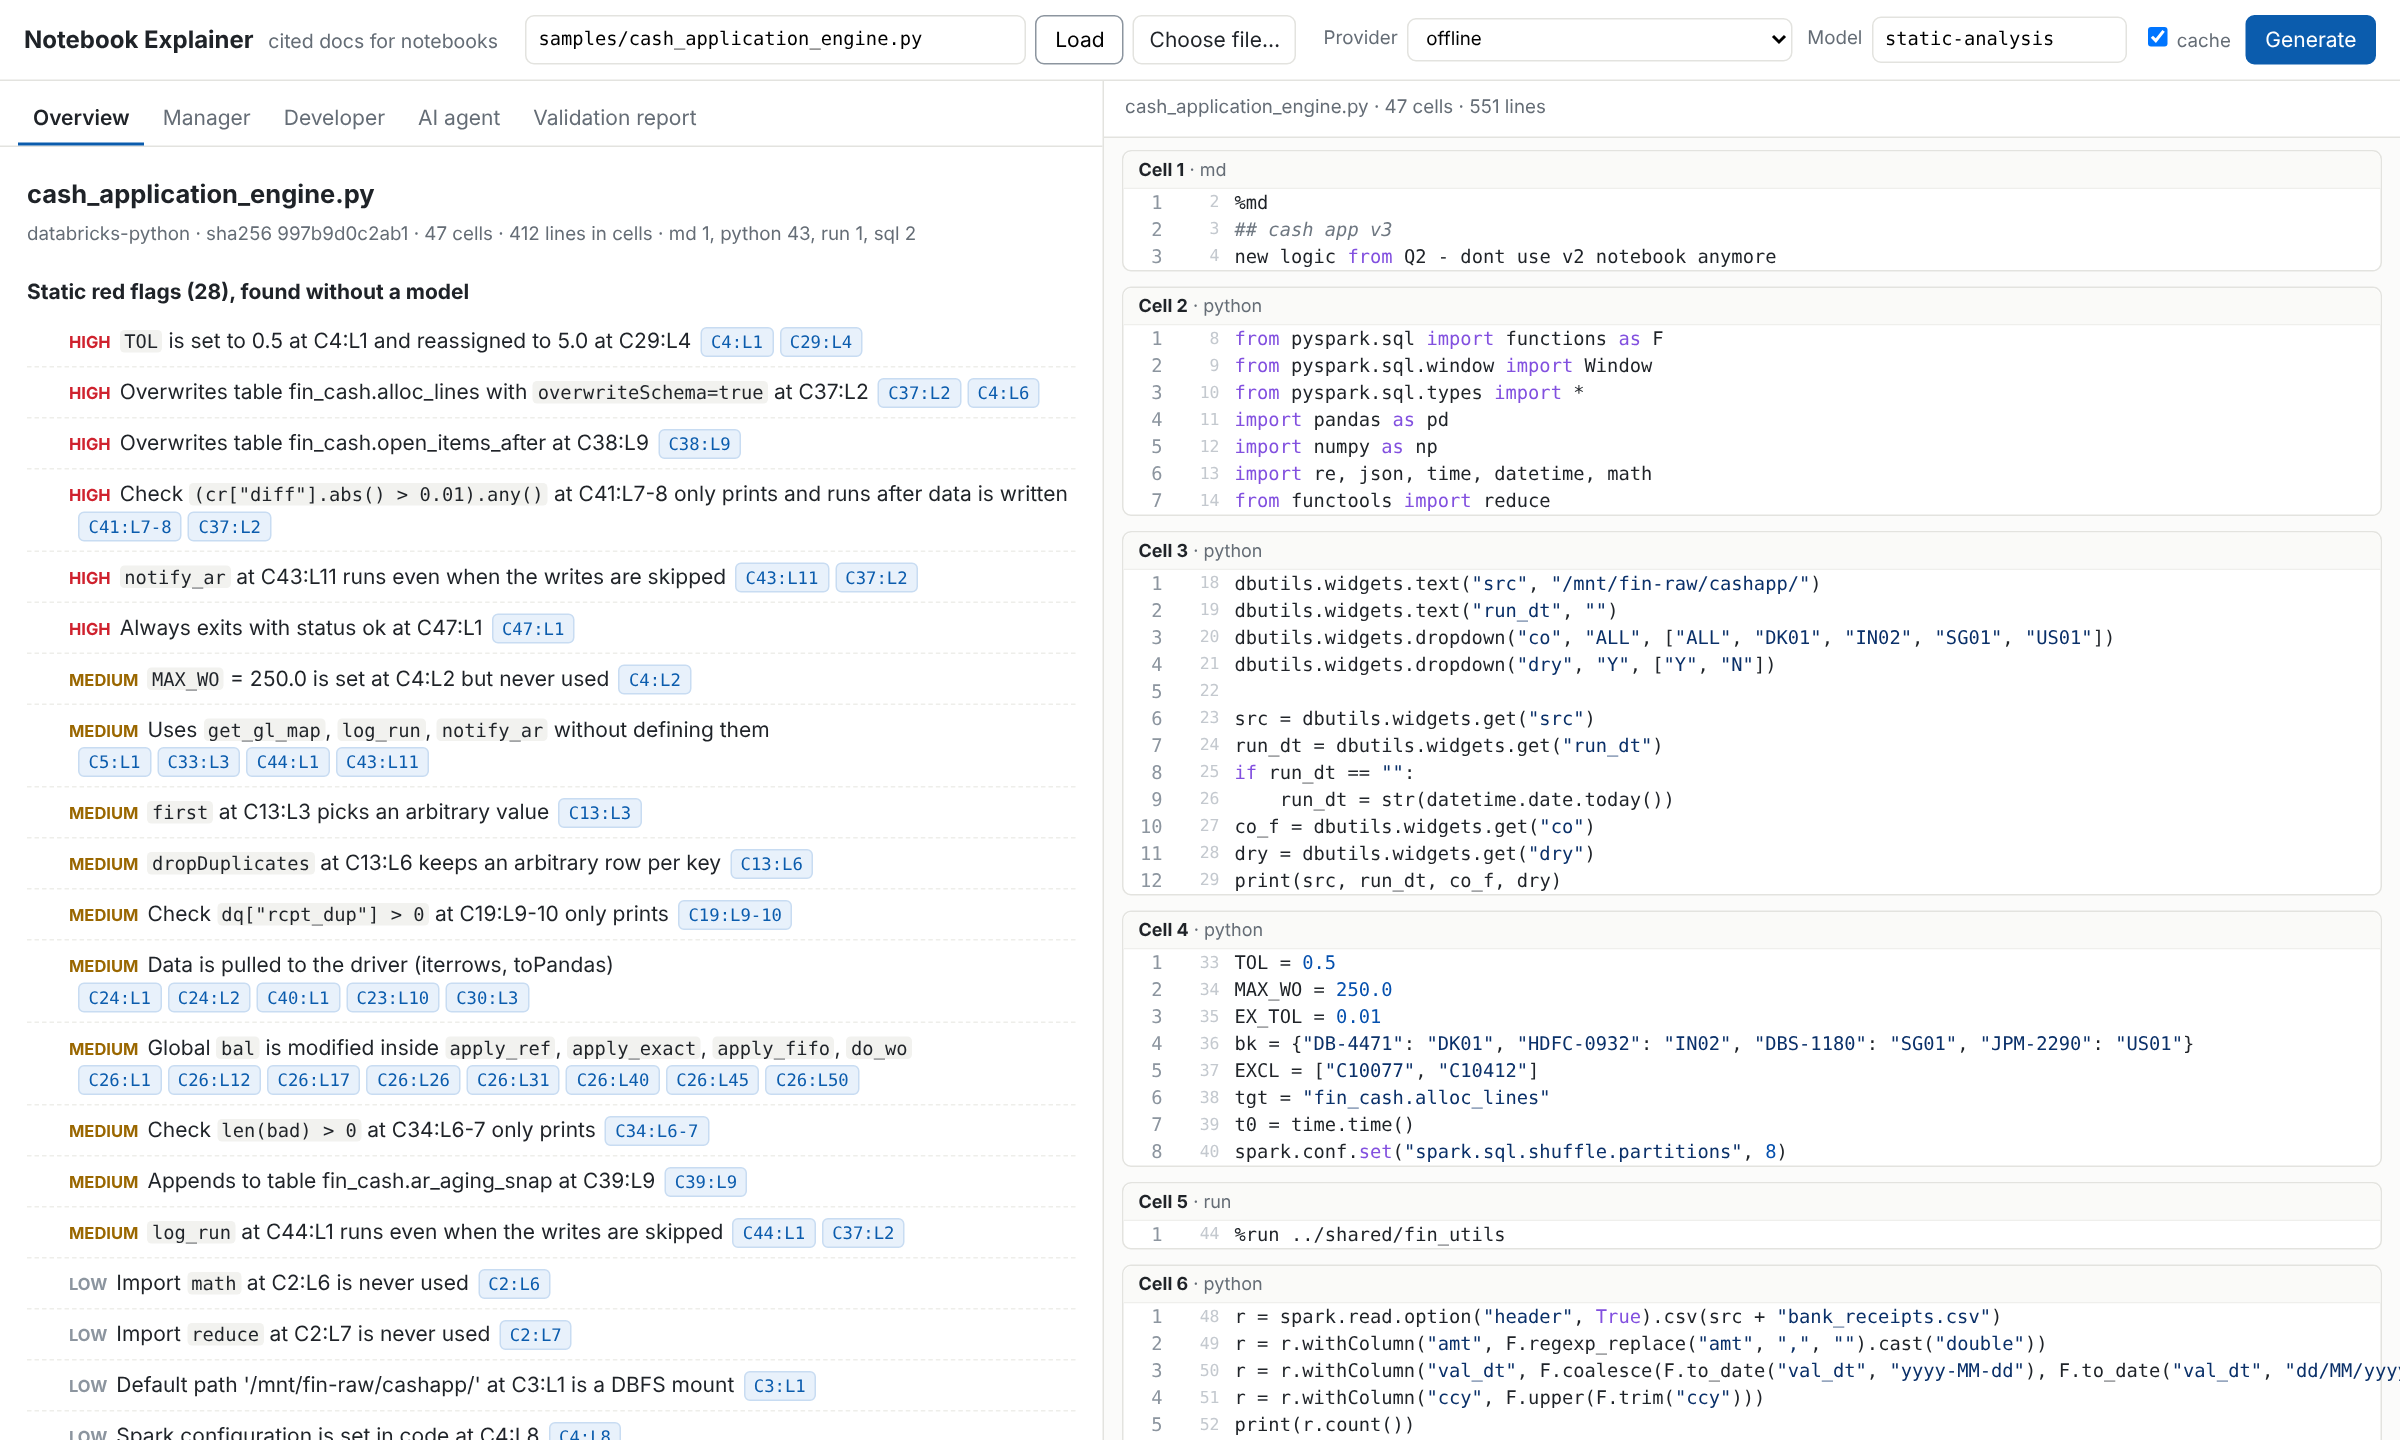 Notebook Explainer cited docs for notebooks samples/cash_application_engine.py Load Choose file... Provider offline Model static-analysis cache Generate
Overview Manager Developer AI agent Validation report
cash_application_engine.py
databricks-python · sha256 997b9d0c2ab1 · 47 cells · 412 lines in cells · md 1, python 43, run 1, sql 2
Static red flags (28), found without a model
HIGH TOL is set to 0.5 at C4:L1 and reassigned to 5.0 at C29:L4 C4:L1 C29:L4
HIGH Overwrites table fin_cash.alloc_lines with overwriteSchema=true at C37:L2 C37:L2 C4:L6
HIGH Overwrites table fin_cash.open_items_after at C38:L9 C38:L9
HIGH Check (cr["diff"].abs() > 0.01).any() at C41:L7-8 only prints and runs after data is written
C41:L7-8 C37:L2
HIGH notify_ar at C43:L11 runs even when the writes are skipped C43:L11 C37:L2
HIGH Always exits with status ok at C47:L1 C47:L1
MEDIUM MAX_WO = 250.0 is set at C4:L2 but never used C4:L2
MEDIUM Uses get_gl_map, log_run, notify_ar without defining them
C5:L1 C33:L3 C44:L1 C43:L11
MEDIUM first at C13:L3 picks an arbitrary value C13:L3
MEDIUM dropDuplicates at C13:L6 keeps an arbitrary row per key C13:L6
MEDIUM Check dq["rcpt_dup"] > 0 at C19:L9-10 only prints C19:L9-10
MEDIUM Data is pulled to the driver (iterrows, toPandas)
C24:L1 C24:L2 C40:L1 C23:L10 C30:L3
MEDIUM Global bal is modified inside apply_ref, apply_exact, apply_fifo, do_wo
C26:L1 C26:L12 C26:L17 C26:L26 C26:L31 C26:L40 C26:L45 C26:L50
MEDIUM Check len(bad) > 0 at C34:L6-7 only prints C34:L6-7
MEDIUM Appends to table fin_cash.ar_aging_snap at C39:L9 C39:L9
MEDIUM log_run at C44:L1 runs even when the writes are skipped C44:L1 C37:L2
LOW Import math at C2:L6 is never used C2:L6
LOW Import reduce at C2:L7 is never used C2:L7
LOW Default path '/mnt/fin-raw/cashapp/' at C3:L1 is a DBFS mount C3:L1
LOW Spark configuration is set in code at C4:L8 C4:L8
cash_application_engine.py · 47 cells · 551 lines
Cell 1 · md
1 2 %md
2 3 ## cash app v3
3 4 new logic from Q2 - dont use v2 notebook anymore
Cell 2 · python
1 8 from pyspark.sql import functions as F
2 9 from pyspark.sql.window import Window
3 10 from pyspark.sql.types import *
4 11 import pandas as pd
5 12 import numpy as np
6 13 import re, json, time, datetime, math
7 14 from functools import reduce
Cell 3 · python
1 18 dbutils.widgets.text("src", "/mnt/fin-raw/cashapp/")
2 19 dbutils.widgets.text("run_dt", "")
3 20 dbutils.widgets.dropdown("co", "ALL", ["ALL", "DK01", "IN02", "SG01", "US01"])
4 21 dbutils.widgets.dropdown("dry", "Y", ["Y", "N"])
5 22
6 23 src = dbutils.widgets.get("src")
7 24 run_dt = dbutils.widgets.get("run_dt")
8 25 if run_dt == "":
9 26 run_dt = str(datetime.date.today())
10 27 co_f = dbutils.widgets.get("co")
11 28 dry = dbutils.widgets.get("dry")
12 29 print(src, run_dt, co_f, dry)
Cell 4 · python
1 33 TOL = 0.5
2 34 MAX_WO = 250.0
3 35 EX_TOL = 0.01
4 36 bk = {"DB-4471": "DK01", "HDFC-0932": "IN02", "DBS-1180": "SG01", "JPM-2290": "US01"}
5 37 EXCL = ["C10077", "C10412"]
6 38 tgt = "fin_cash.alloc_lines"
7 39 t0 = time.time()
8 40 spark.conf.set("spark.sql.shuffle.partitions", 8)
Cell 5 · run
1 44 %run ../shared/fin_utils
Cell 6 · python
1 48 r = spark.read.option("header", True).csv(src + "bank_receipts.csv")
2 49 r = r.withColumn("amt", F.regexp_replace("amt", ",", "").cast("double"))
3 50 r = r.withColumn("val_dt", F.coalesce(F.to_date("val_dt", "yyyy-MM-dd"), F.to_date("val_dt", "dd/MM/yyy
4 51 r = r.withColumn("ccy", F.upper(F.trim("ccy")))
5 52 print(r.count())